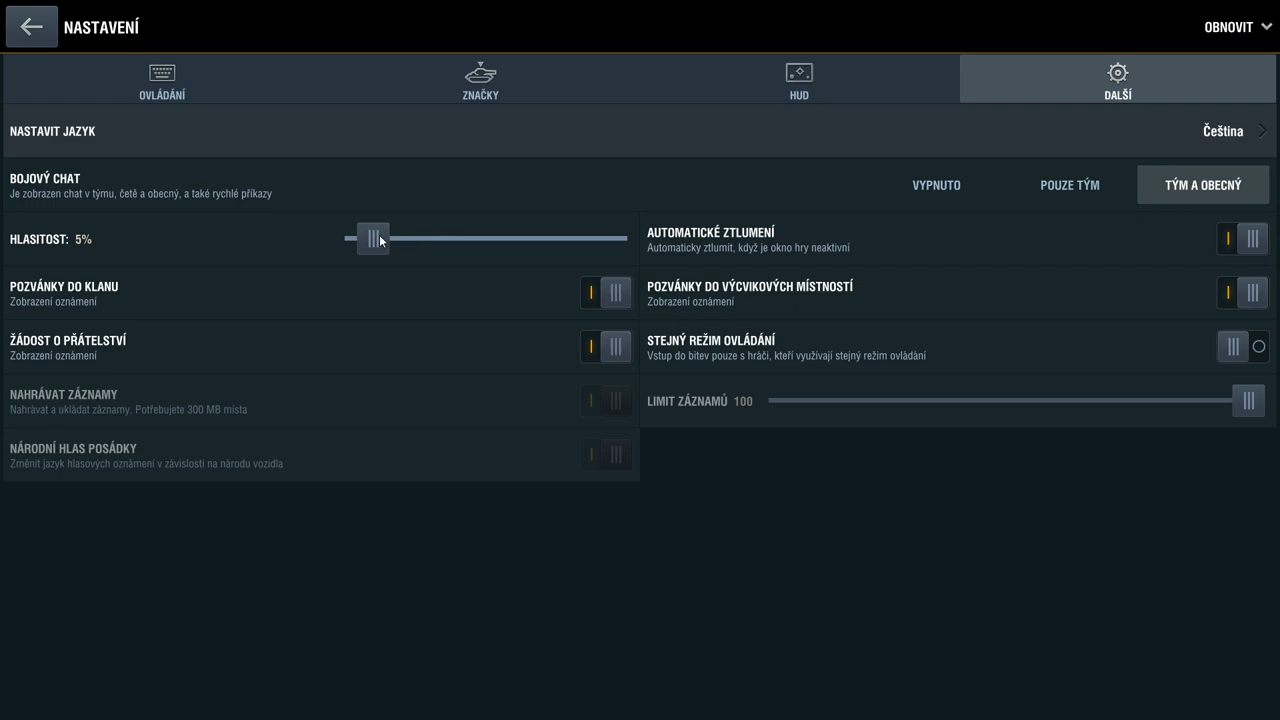 NASTAVENÍ
OBNOVIT
OVLÁDÁNÍ
ZNAČKY
HUD
DALŠÍ
NASTAVIT JAZYK
Čeština
BOJOVÝ CHAT
Je zobrazen chat v týmu, četě a obecný, a také rychlé příkazy
VYPNUTO
POUZE TÝM
TÝM A OBECNÝ
HLASITOST: 5%
AUTOMATICKÉ ZTLUMENÍ
Automaticky ztlumit, když je okno hry neaktivní
POZVÁNKY DO KLANU
Zobrazení oznámení
POZVÁNKY DO VÝCVIKOVÝCH MÍSTNOSTÍ
Zobrazení oznámení
ŽÁDOST O PŘÁTELSTVÍ
Zobrazení oznámení
STEJNÝ REŽIM OVLÁDÁNÍ
Vstup do bitev pouze s hráči, kteří využívají stejný režim ovládání
NAHRÁVAT ZÁZNAMY
Nahrávat a ukládat záznamy. Potřebujete 300 MB místa
LIMIT ZÁZNAMŮ 100
NÁRODNÍ HLAS POSÁDKY
Změnit jazyk hlasových oznámení v závislosti na národu vozidla